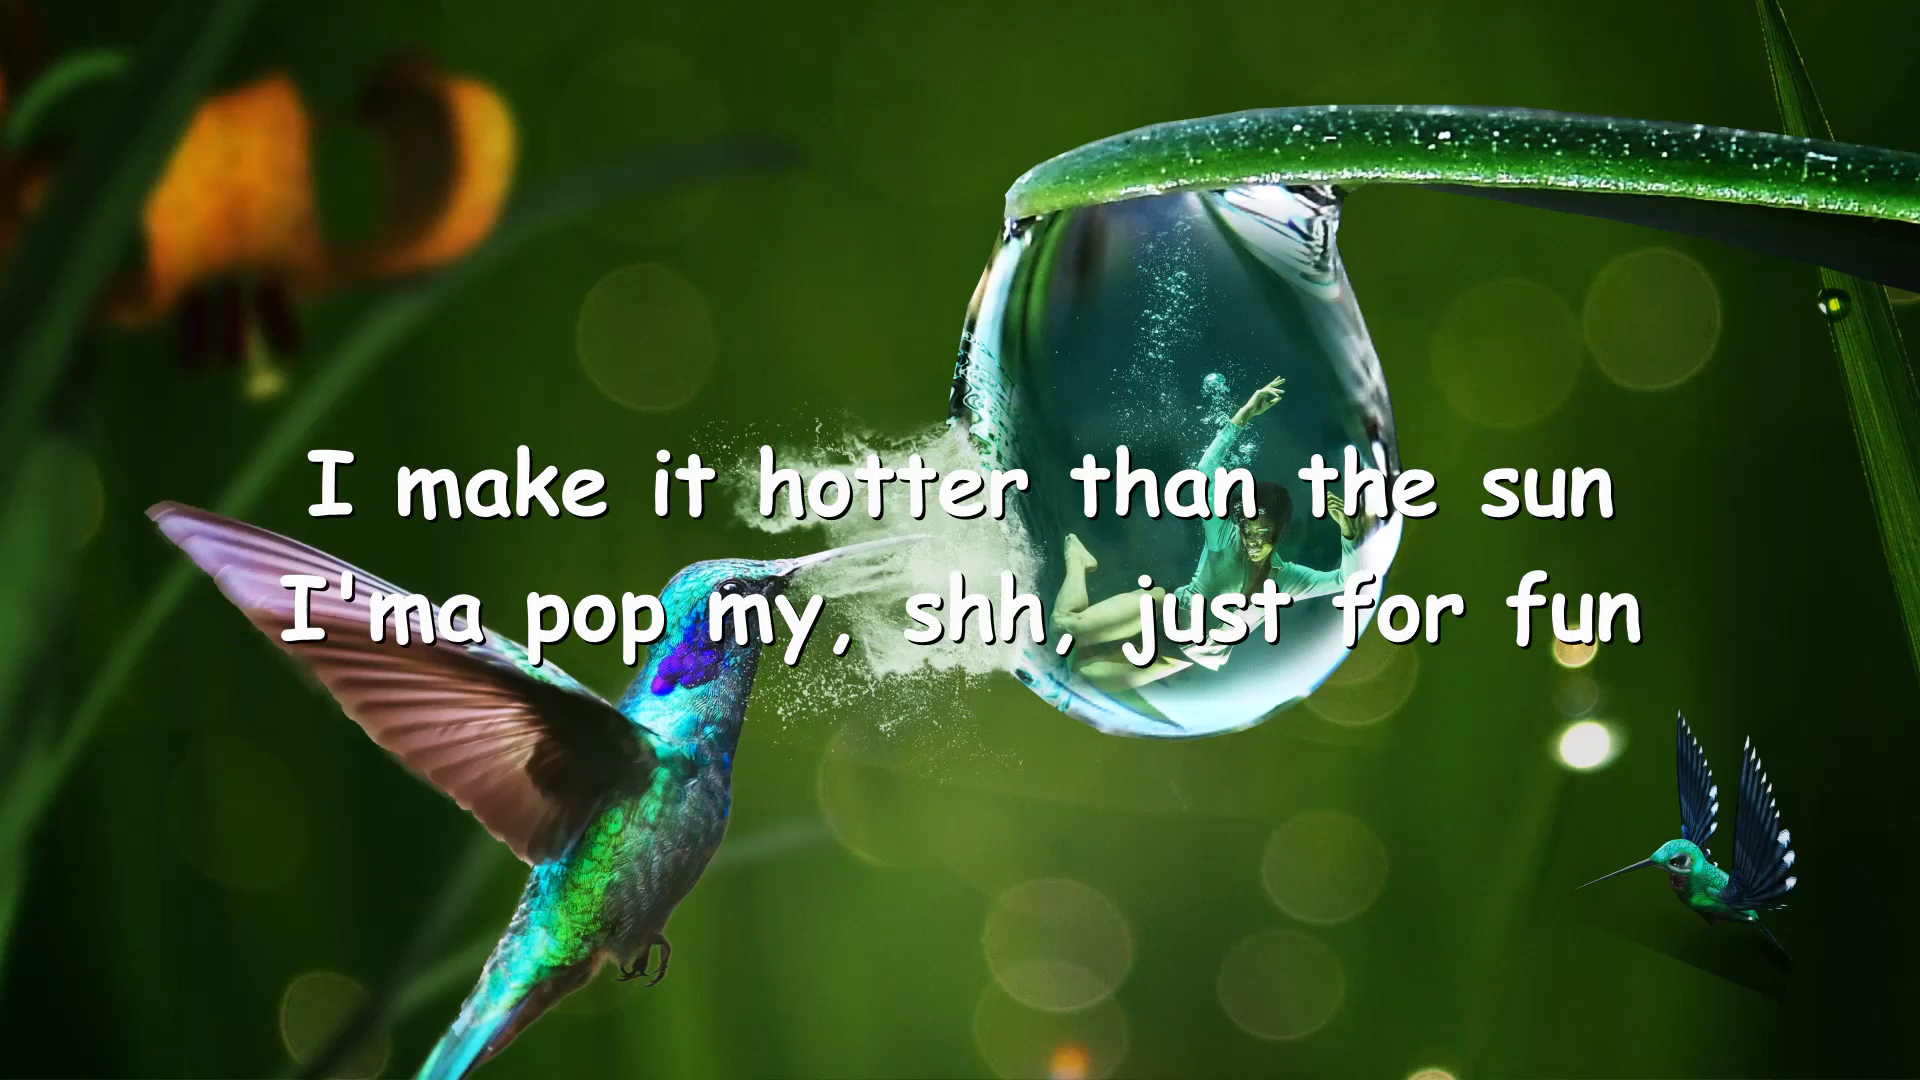 I make it hotter than the sun
I'ma pop my, shh, just for fun